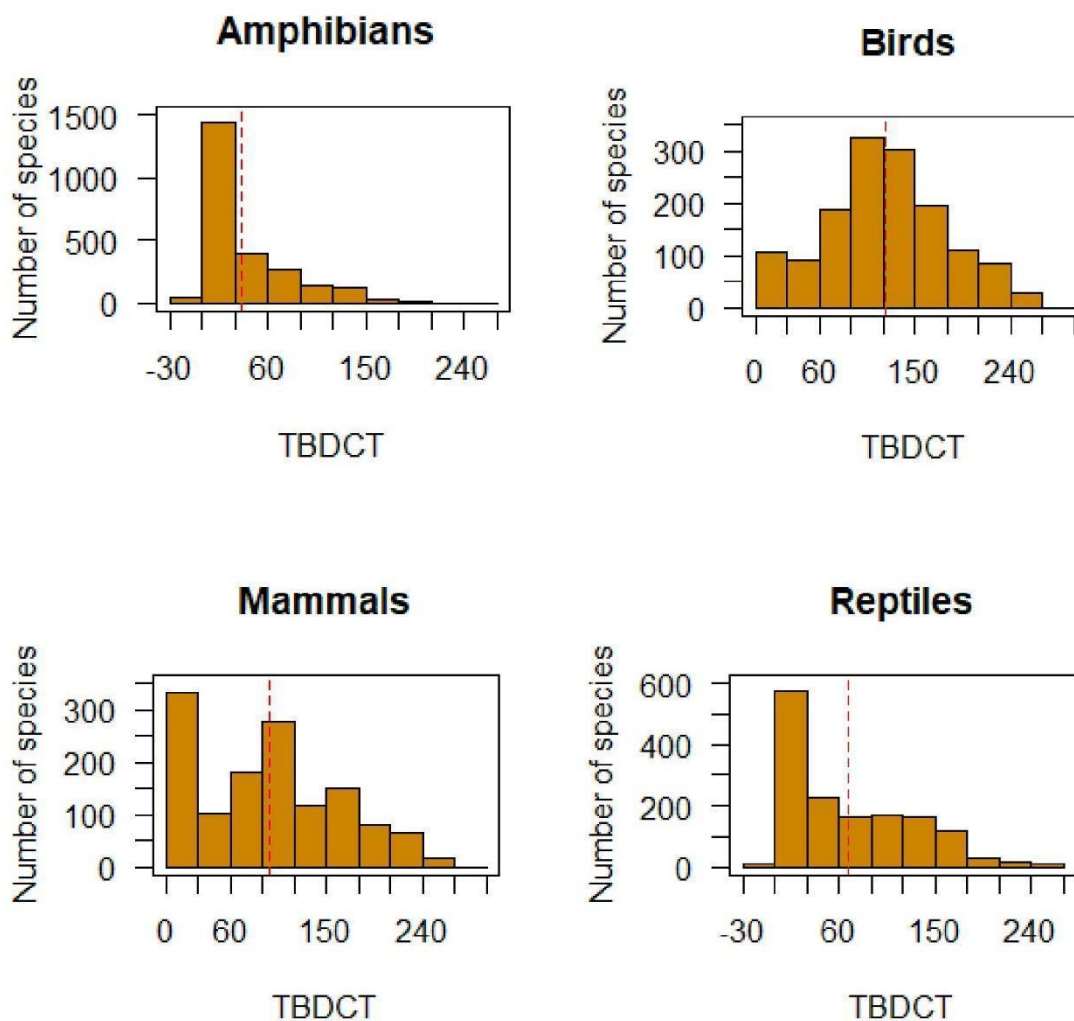 Amphibians
Number of species
1500
1000
500
0
-30 60 150 240
TBDCT
Birds
Number of species
300
200
100
0
0 60 150 240
TBDCT
Mammals
Number of species
300
200
100
0
0 60 150 240
TBDCT
Reptiles
Number of species
600
400
200
0
-30 60 150 240
TBDCT